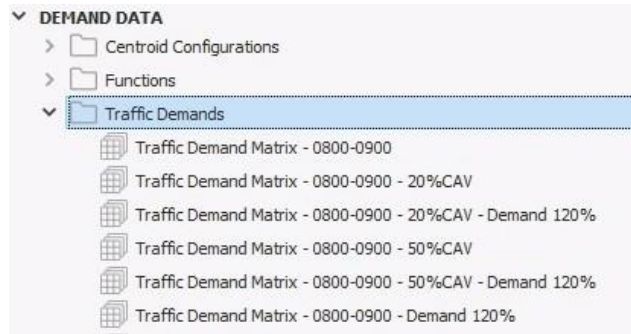 DEMAND DATA
Centroid Configurations
Functions
Traffic Demands
Traffic Demand Matrix - 0800-0900
Traffic Demand Matrix - 0800-0900 - 20%CAV
Traffic Demand Matrix - 0800-0900 - 20%CAV - Demand 120%
Traffic Demand Matrix - 0800-0900 - 50%CAV
Traffic Demand Matrix - 0800-0900 - 50%CAV - Demand 120%
Traffic Demand Matrix - 0800-0900 - Demand 120%